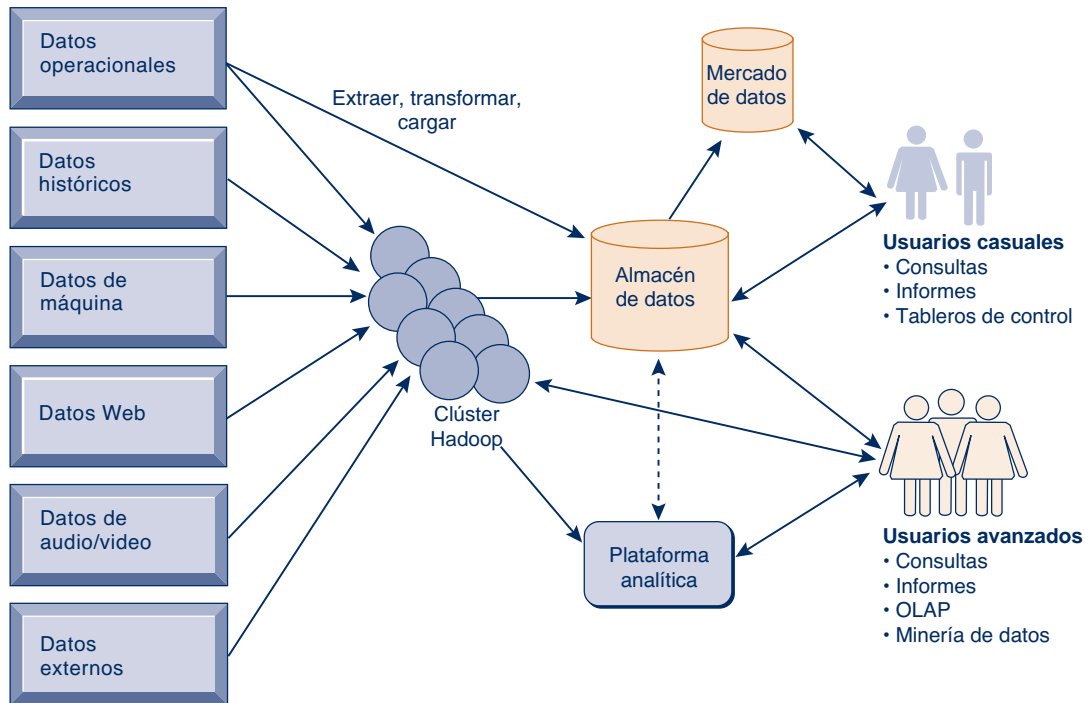 Datos
operacionales
Datos
históricos
Datos de
máquina
Datos Web
Datos de
audio/video
Datos
externos
Extraer, transformar,
cargar
Clúster
Hadoop
Mercado
de datos
Almacén
de datos
Plataforma
analítica
Usuarios casuales
• Consultas
• Informes
• Tableros de control
Usuarios avanzados
• Consultas
• Informes
• OLAP
• Minería de datos